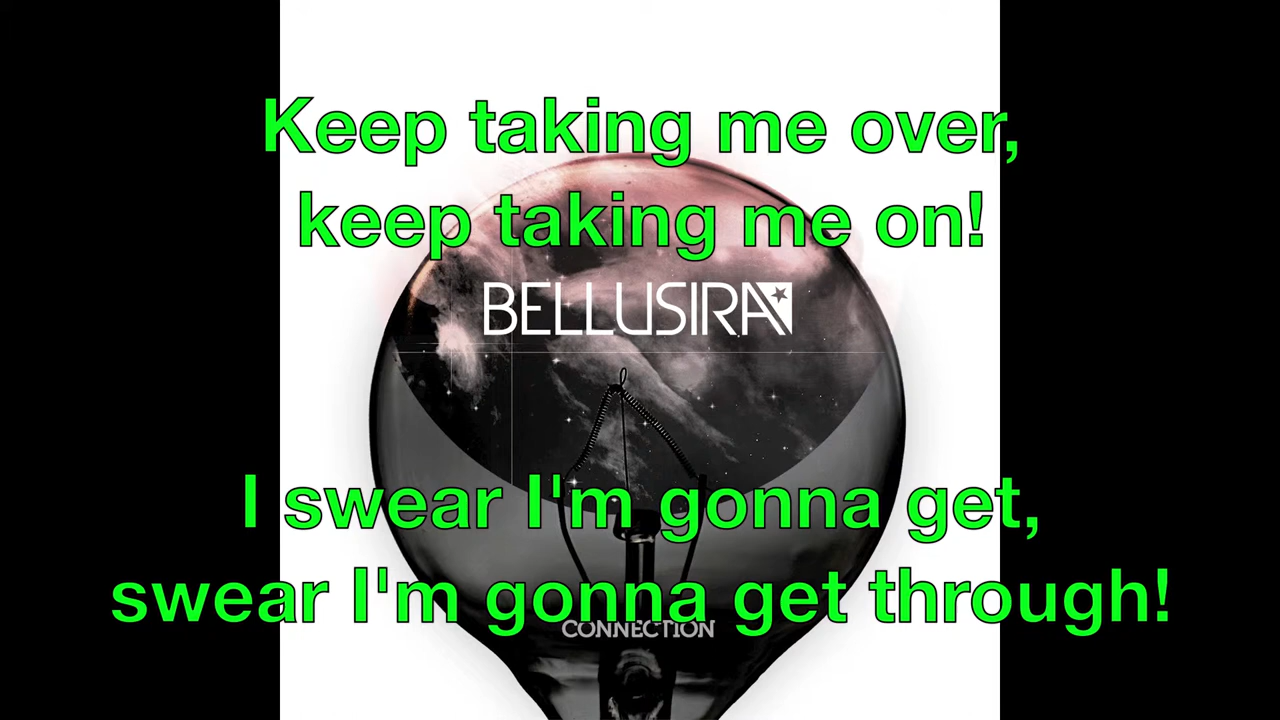 Keep taking me over,
keep taking me on!
BELLUSIRA
I swear I'm gonna get,
swear I'm gonna get through!
CONNECTION